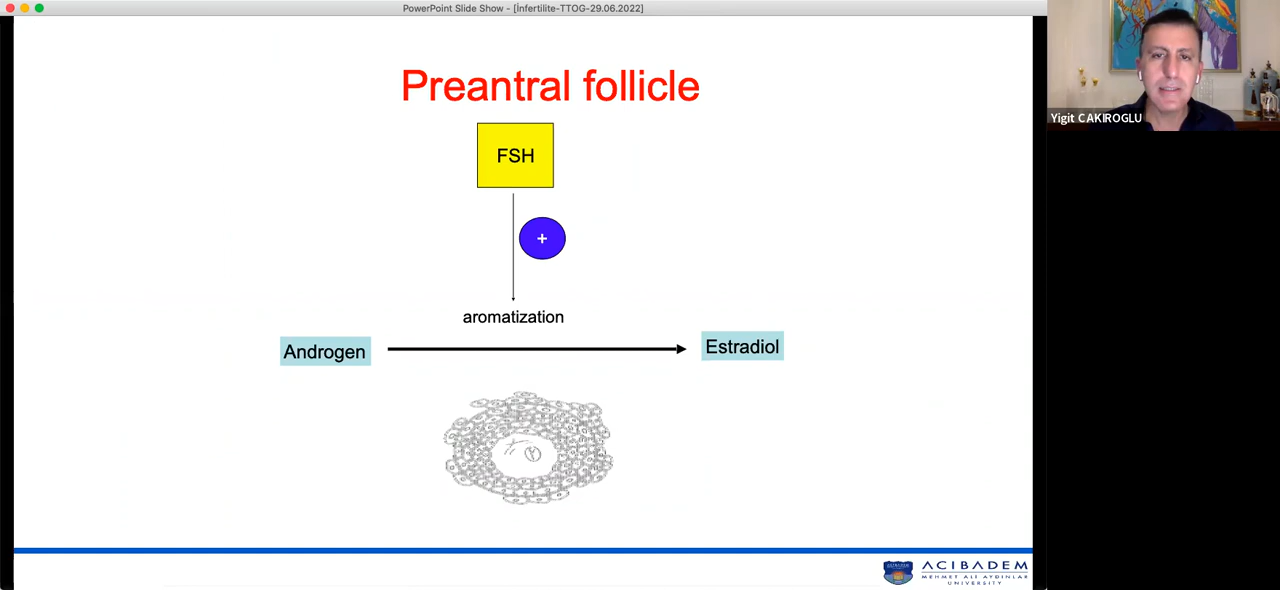 PowerPoint Slide Show - [İnfertilite-TTOG-29.06.2022]
Preantral follicle
FSH
+
aromatization
Androgen
Estradiol
Yigit CAKIROGLU
ACIBADEM
MEHMET ALİ AYDINLAR
UNIVERSITY